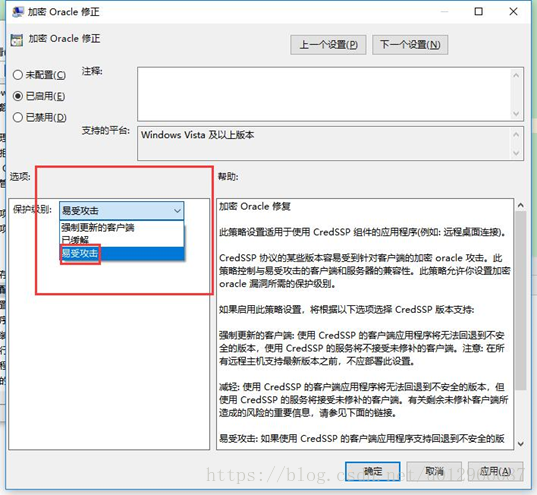 加密 Oracle 修正
加密 Oracle 修正
上一个设置(P)
下一个设置(N)
未配置(C)
注释:
已启用(E)
已禁用(D)
支持的平台:
Windows Vista 及以上版本
选项:
帮助:
保护级别:
易受攻击
强制更新的客户端
已缓解
易受攻击
加密 Oracle 修复
此策略设置适用于使用 CredSSP 组件的应用程序(例如: 远程桌面连接)。
CredSSP 协议的某些版本容易受到针对客户端的加密 oracle 攻击。此
策略控制与易受攻击的客户端和服务器的兼容性。此策略允许你设置加密
oracle 漏洞所需的保护级别。
如果启用此策略设置，将根据以下选项选择 CredSSP 版本支持:
强制更新的客户端: 使用 CredSSP 的客户端应用程序将无法回退到不安
全的版本，使用 CredSSP 的服务将不接受未修补的客户端。注意: 在所
有远程主机支持最新版本之前，不应部署此设置。
减轻: 使用 CredSSP 的客户端应用程序将无法回退到不安全的版本，但
使用 CredSSP 的服务将接受未修补的客户端。有关剩余未修补客户端所
造成的风险的重要信息，请参见下面的链接。
易受攻击: 如果使用 CredSSP 的客户端应用程序支持回退到不安全的版
确定
取消
应用(A)